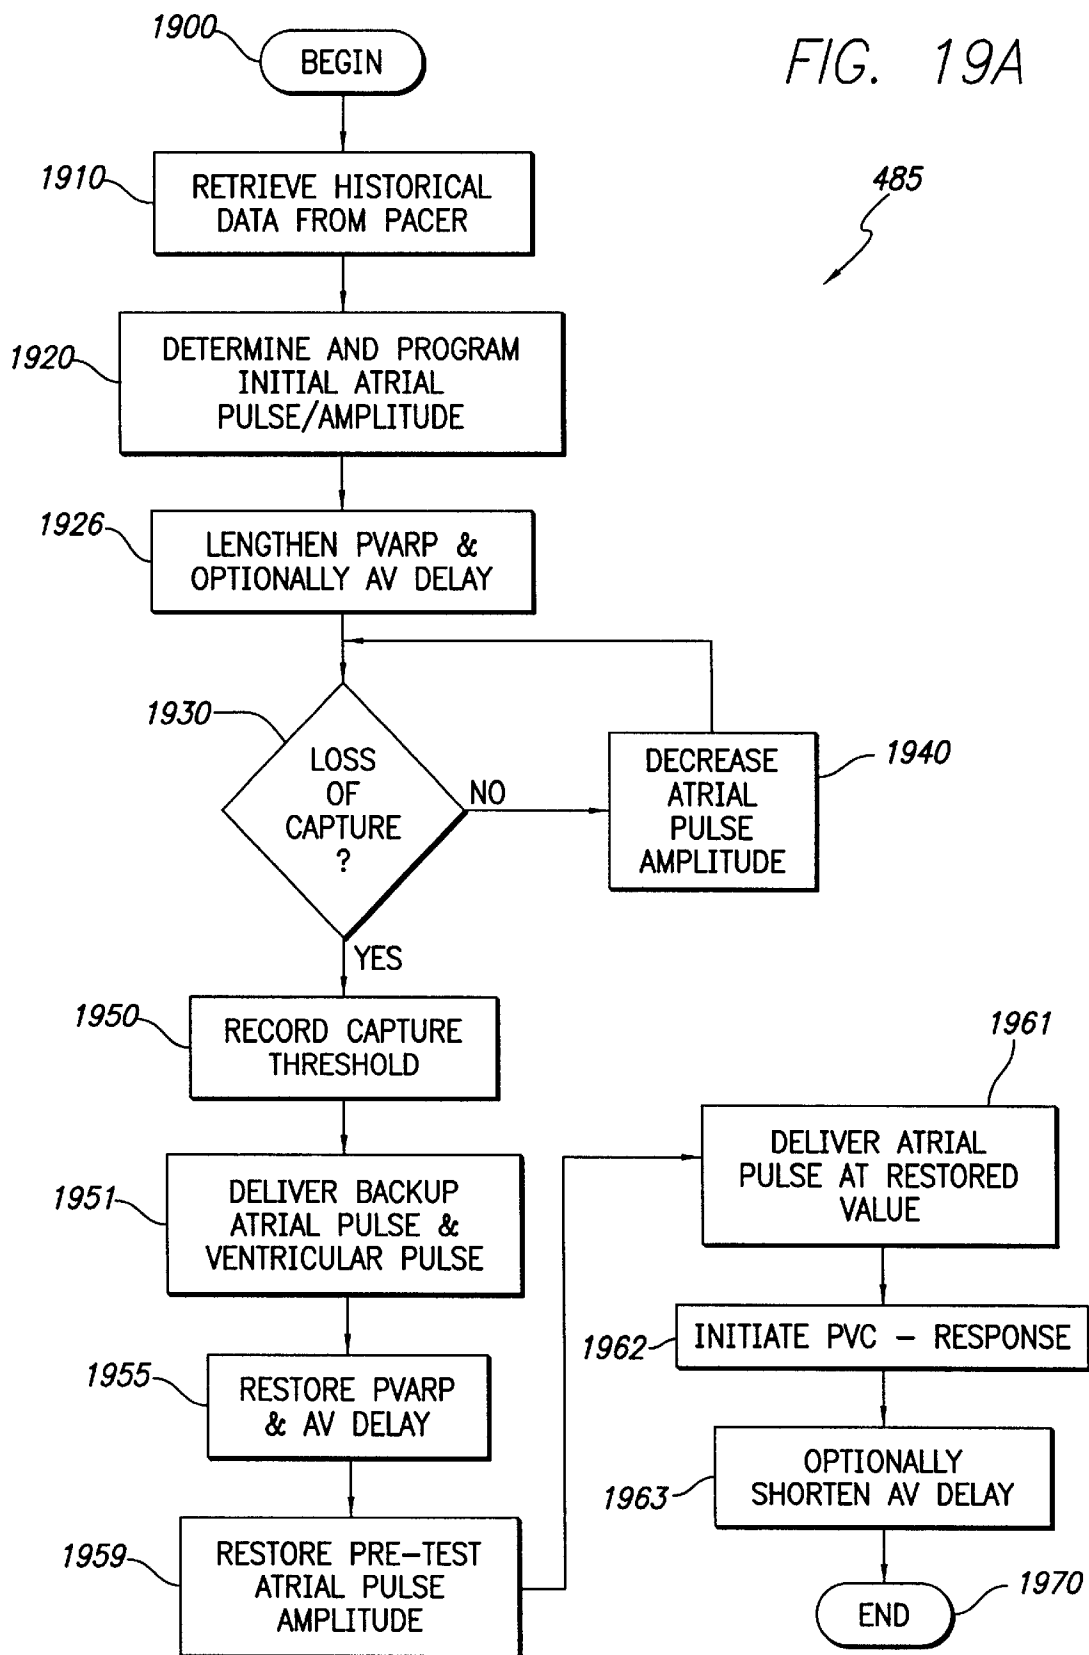 FIG. 19A
485
1900
BEGIN
1910
RETRIEVE HISTORICAL
DATA FROM PACER
1920
DETERMINE AND PROGRAM
INITIAL ATRIAL
PULSE/AMPLITUDE
1926
LENGTHEN PVARP &
OPTIONALLY AV DELAY
1930
LOSS
OF
CAPTURE
?
NO
1940
DECREASE
ATRIAL
PULSE
AMPLITUDE
YES
1950
RECORD CAPTURE
THRESHOLD
1951
DELIVER BACKUP
ATRIAL PULSE &
VENTRICULAR PULSE
1955
RESTORE PVARP
& AV DELAY
1959
RESTORE PRE-TEST
ATRIAL PULSE
AMPLITUDE
1961
DELIVER ATRIAL
PULSE AT RESTORED
VALUE
1962
INITIATE PVC - RESPONSE
1963
OPTIONALLY
SHORTEN AV DELAY
1970
END